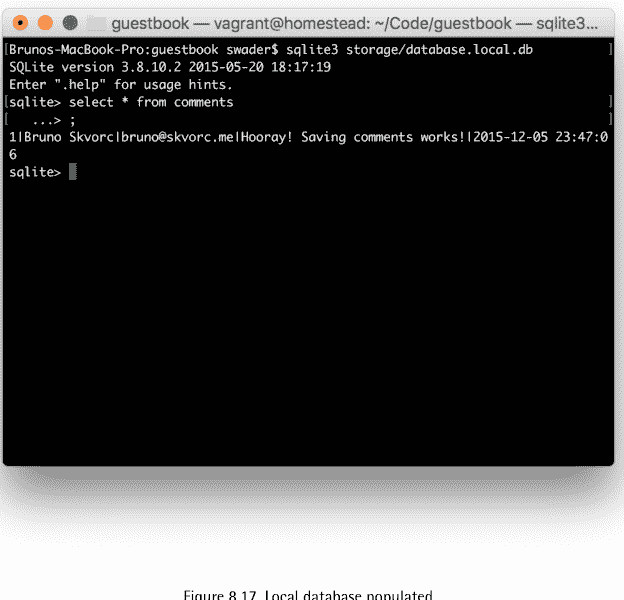 guestbook — vagrant@homestead: ~/Code/guestbook — sqlite3...
[Brunos-MacBook-Pro:guestbook swader$ sqlite3 storage/database.local.db ]
SQLite version 3.8.10.2 2015-05-20 18:17:19
Enter ".help" for usage hints.
[sqlite> select * from comments ]
[ ...> ; ]
1|Bruno Skvorc|bruno@skvorc.me|Hooray! Saving comments works!|2015-12-05 23:47:0
6
sqlite>
Figure 8.17. Local database populated